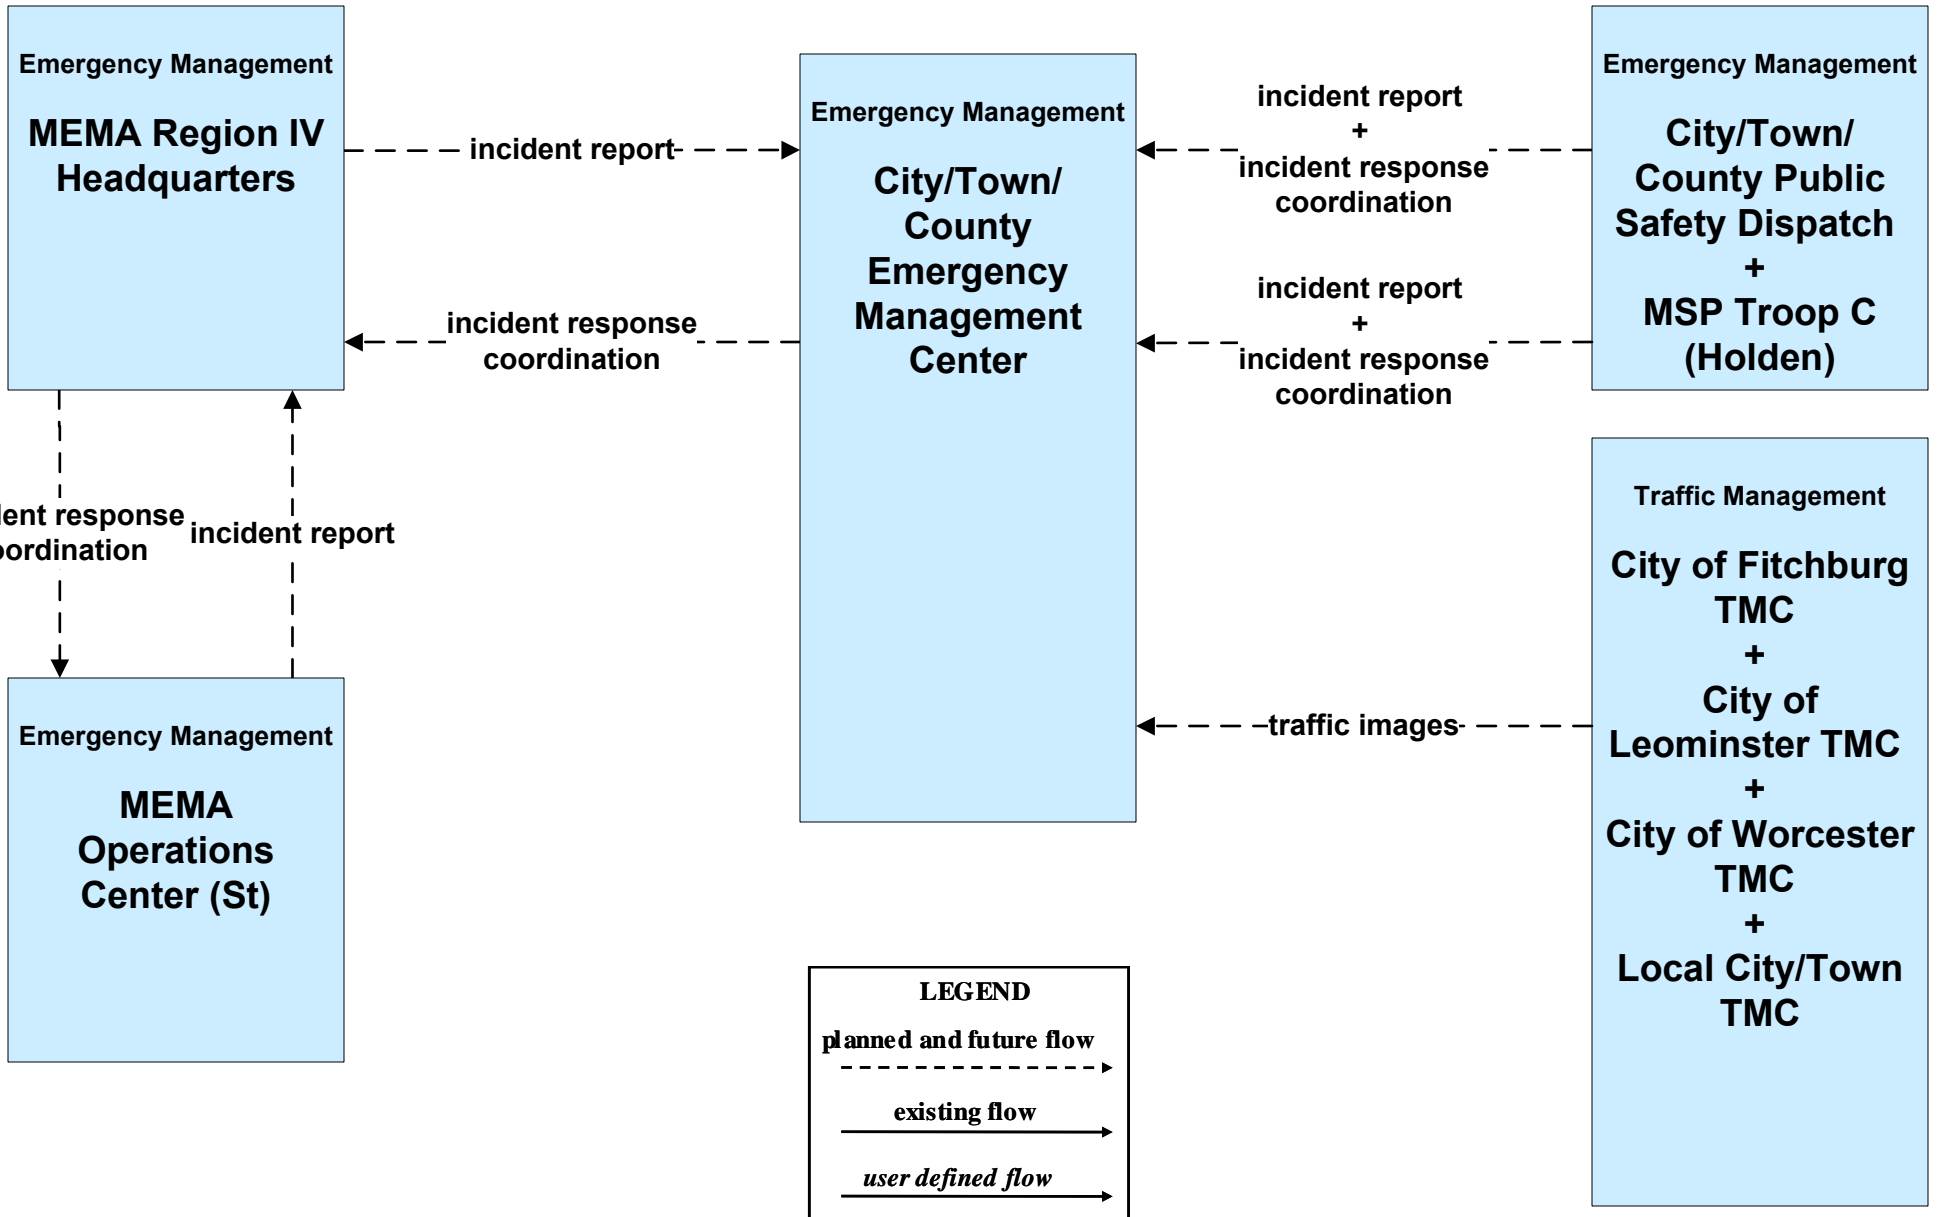 Emergency Management
MEMA Region IV
Headquarters
incident report
incident response
coordination
Emergency Management
City/Town/
County
Emergency
Management
Center
incident report
+
incident response
coordination
incident report
+
incident response
coordination
Emergency Management
City/Town/
County Public
Safety Dispatch
+
MSP Troop C
(Holden)
response
incident report
Emergency Management
MEMA
Operations
Center (St)
traffic images
Traffic Management
City of Fitchburg
TMC
+
City of
Leominster TMC
+
City of Worcester
TMC
+
Local City/Town
TMC
LEGEND
planned and future flow
existing flow
user defined flow